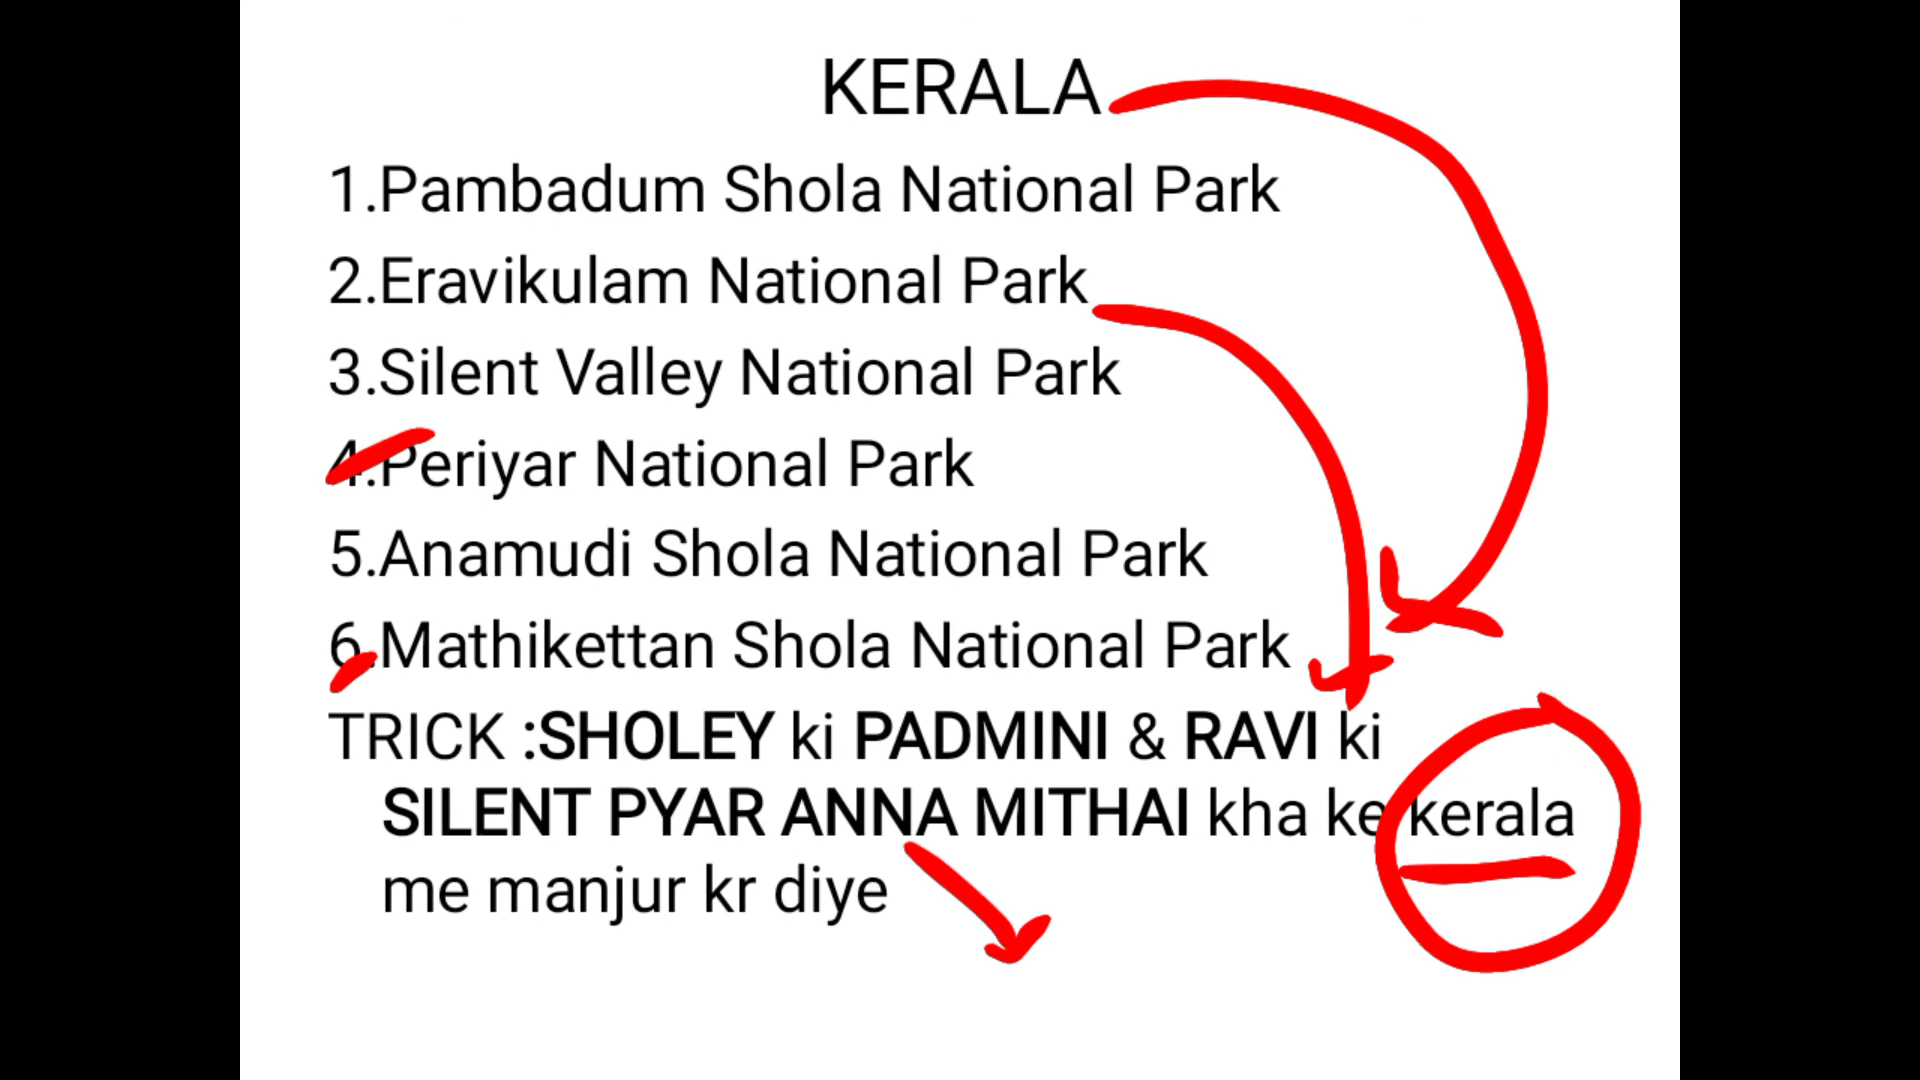 KERALA
1.Pambadum Shola National Park
2.Eravikulam National Park
3.Silent Valley National Park
4.Periyar National Park
5.Anamudi Shola National Park
6.Mathikettan Shola National Park
TRICK :SHOLEY ki PADMINI & RAVI ki
SILENT PYAR ANNA MITHAI kha ke kerala
me manjur kr diye